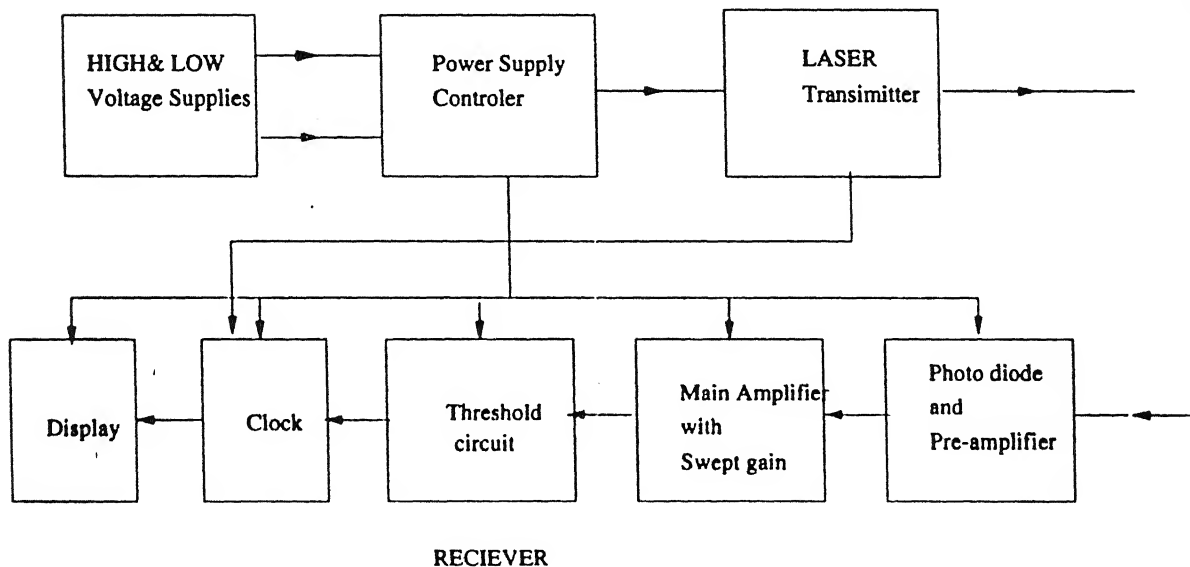 HIGH& LOW
Voltage Supplies
Power Supply
Controler
LASER
Transimitter
Display
Clock
Threshold
circuit
Main Amplifier
with
Swept gain
Photo diode
and
Pre-amplifier
RECIEVER